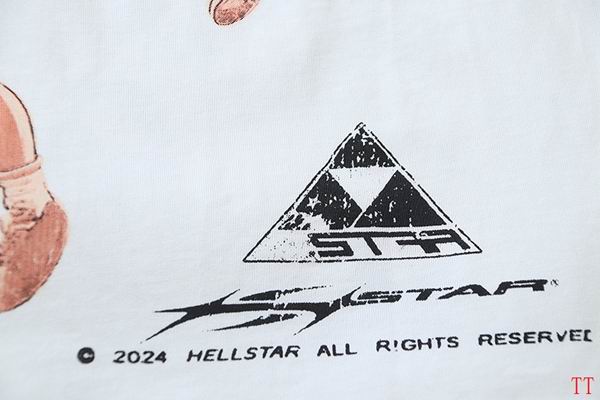 STAR
STAR®
© 2024 HELLSTAR ALL RIGHTS RESERVED
TT